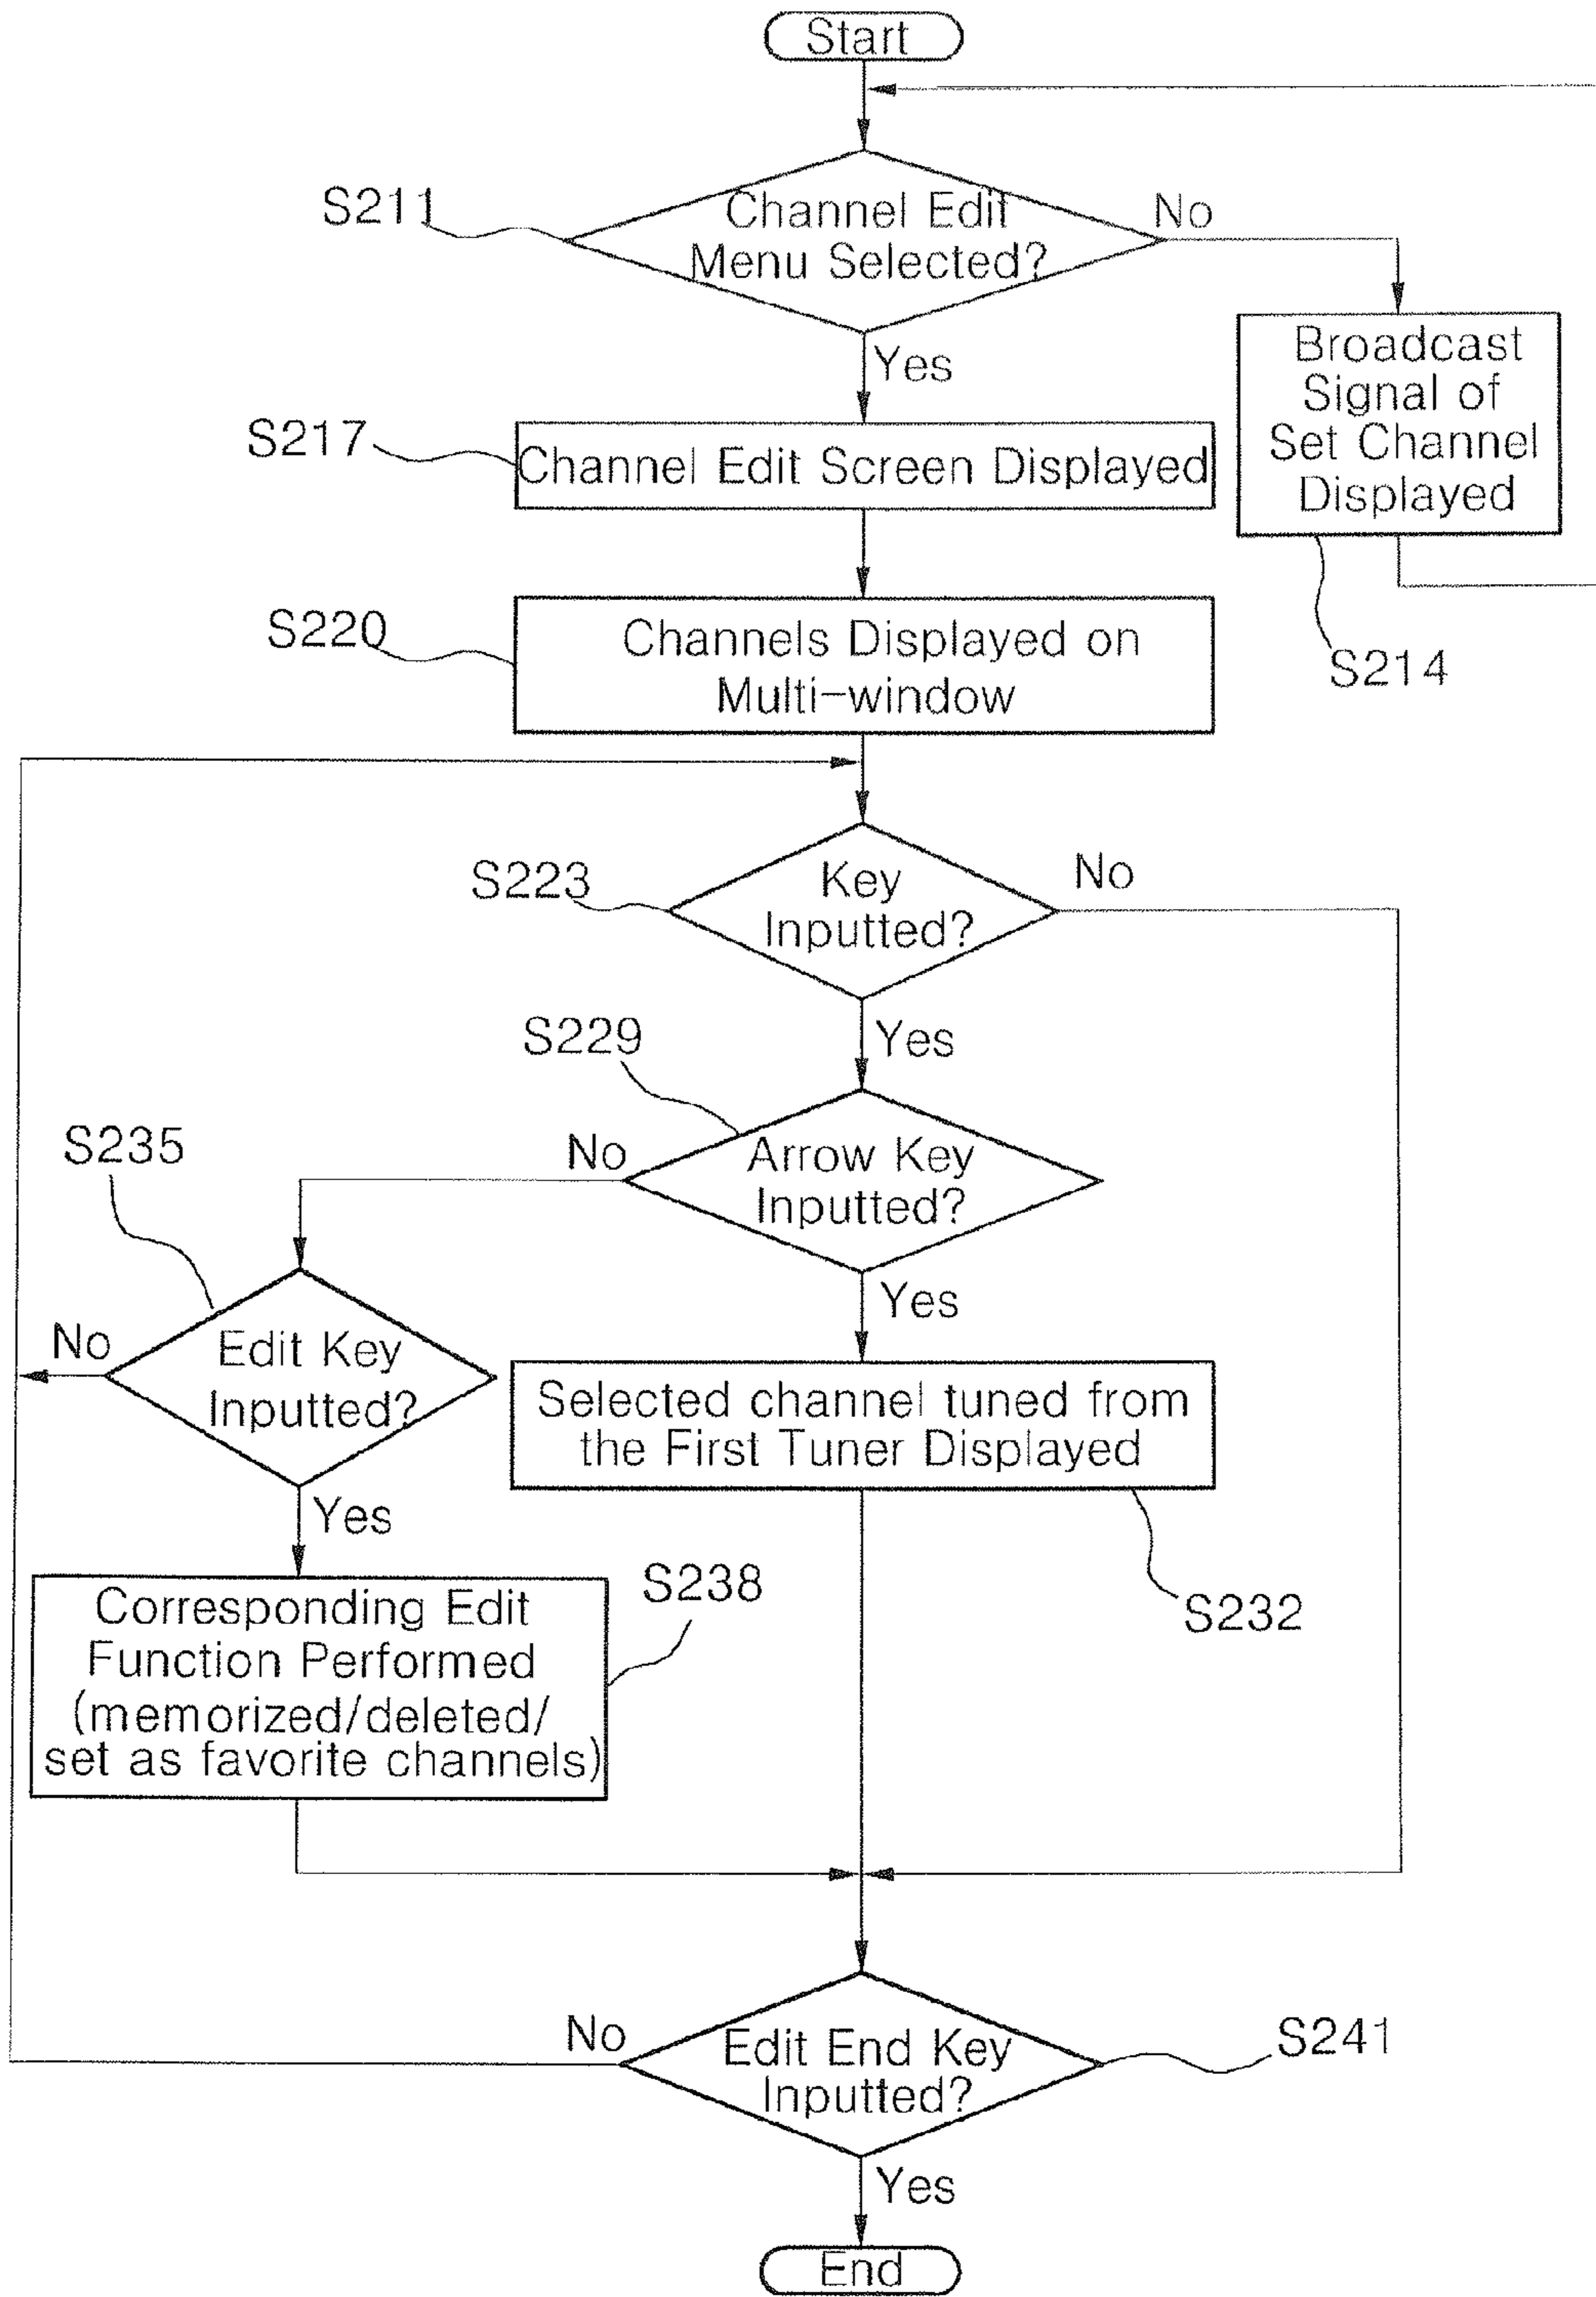 Start
S211
Channel Edit
Menu Selected?
No
Yes
Broadcast
Signal of
Set Channel
Displayed
S214
S217
Channel Edit Screen Displayed
S220
Channels Displayed on
Multi-window
S223
Key
Inputted?
No
Yes
S229
Arrow Key
Inputted?
No
Yes
S235
Edit Key
Inputted?
No
Yes
Selected channel tuned from
the First Tuner Displayed
S232
Corresponding Edit
Function Performed
(memorized/deleted/
set as favorite channels)
S238
Edit End Key
Inputted?
No
S241
Yes
End